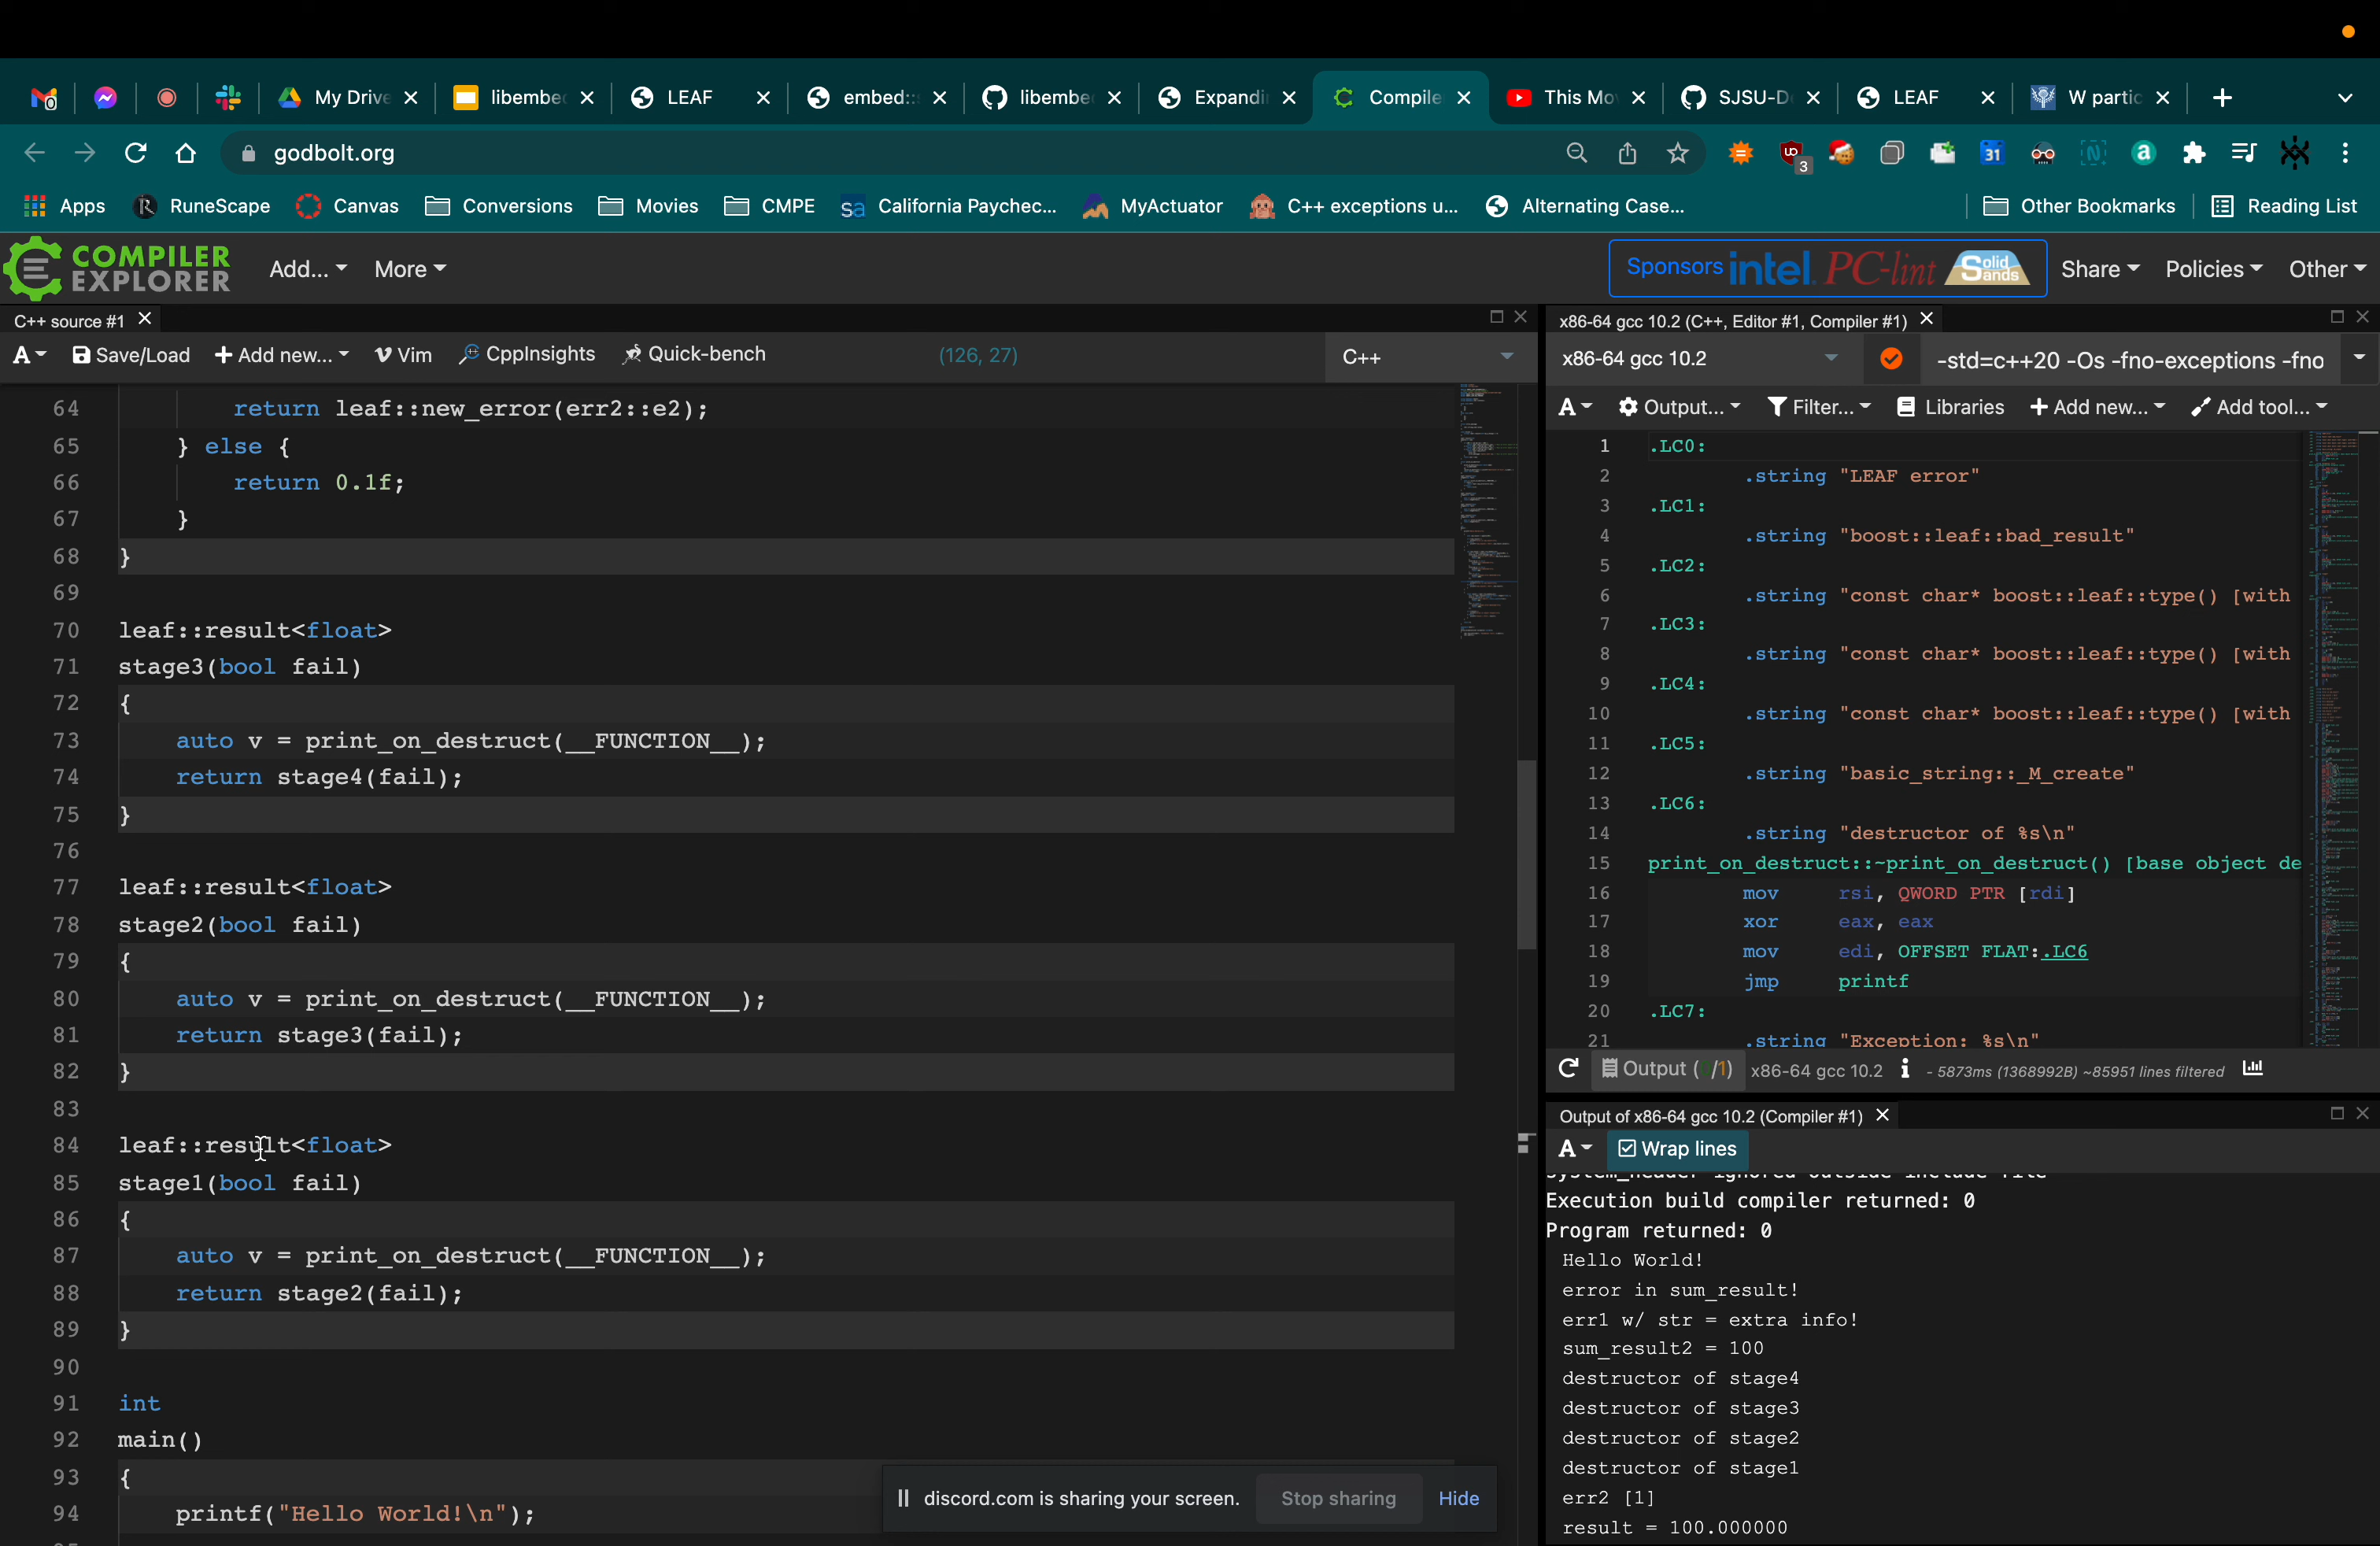 My Drive
libembe
LEAF
embed::
libembe
Expandi
Compile
This Mo
SJSU-D
LEAF
W partic
godbolt.org
3
31
Apps
RuneScape
Canvas
Conversions
Movies
CMPE
sa California Paychec...
MyActuator
C++ exceptions u...
Alternating Case...
Other Bookmarks
Reading List
COMPILER
EXPLORER
Add...
More
Sponsors intel. PC-lint Solid Sands
Share
Policies
Other
C++ source #1
A
Save/Load
+ Add new...
Vim
CppInsights
Quick-bench
(126, 27)
C++
64 return leaf::new_error(err2::e2);
65 } else {
66 return 0.1f;
67 }
68 }
69
70 leaf::result<float>
71 stage3(bool fail)
72 {
73 auto v = print_on_destruct(__FUNCTION__);
74 return stage4(fail);
75 }
76
77 leaf::result<float>
78 stage2(bool fail)
79 {
80 auto v = print_on_destruct(__FUNCTION__);
81 return stage3(fail);
82 }
83
84 leaf::result<float>
85 stage1(bool fail)
86 {
87 auto v = print_on_destruct(__FUNCTION__);
88 return stage2(fail);
89 }
90
91 int
92 main()
93 {
94 printf("Hello World!\n");
discord.com is sharing your screen.
Stop sharing
Hide
x86-64 gcc 10.2 (C++, Editor #1, Compiler #1)
x86-64 gcc 10.2
-std=c++20 -Os -fno-exceptions -fno
A
Output...
Filter...
Libraries
+ Add new...
Add tool...
1 .LC0:
2 .string "LEAF error"
3 .LC1:
4 .string "boost::leaf::bad_result"
5 .LC2:
6 .string "const char* boost::leaf::type() [with
7 .LC3:
8 .string "const char* boost::leaf::type() [with
9 .LC4:
10 .string "const char* boost::leaf::type() [with
11 .LC5:
12 .string "basic_string::_M_create"
13 .LC6:
14 .string "destructor of %s\n"
15 print_on_destruct::~print_on_destruct() [base object de
16 mov rsi, QWORD PTR [rdi]
17 xor eax, eax
18 mov edi, OFFSET FLAT:.LC6
19 jmp printf
20 .LC7:
21 .string "Exception: %s\n"
Output ( /1)
x86-64 gcc 10.2
- 5873ms (1368992B) ~85951 lines filtered
Output of x86-64 gcc 10.2 (Compiler #1)
A
Wrap lines
system_header ignored outside include file
Execution build compiler returned: 0
Program returned: 0
Hello World!
error in sum_result!
err1 w/ str = extra info!
sum_result2 = 100
destructor of stage4
destructor of stage3
destructor of stage2
destructor of stage1
err2 [1]
result = 100.000000